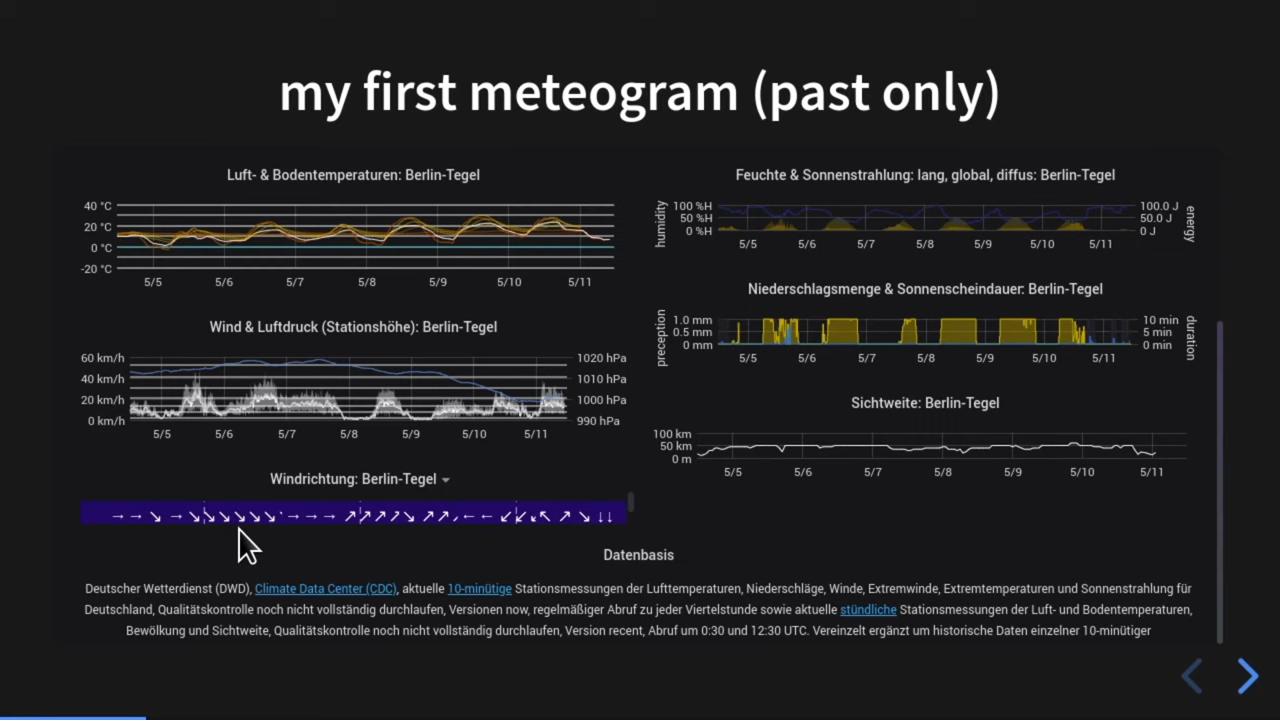 my first meteogram (past only)
Luft- & Bodentemperaturen: Berlin-Tegel
40 °C
20 °C
0 °C
-20 °C
5/5 5/6 5/7 5/8 5/9 5/10 5/11
Wind & Luftdruck (Stationshöhe): Berlin-Tegel
60 km/h 1020 hPa
40 km/h 1010 hPa
20 km/h 1000 hPa
0 km/h 990 hPa
5/5 5/6 5/7 5/8 5/9 5/10 5/11
Windrichtung: Berlin-Tegel
Feuchte & Sonnenstrahlung: lang, global, diffus: Berlin-Tegel
humidity
100 %H 100.0 J
50 %H 50.0 J
0 %H 0 J
energy
5/5 5/6 5/7 5/8 5/9 5/10 5/11
Niederschlagsmenge & Sonnenscheindauer: Berlin-Tegel
preception
1.0 mm 10 min
0.5 mm 5 min
0 mm 0 min
duration
5/5 5/6 5/7 5/8 5/9 5/10 5/11
Sichtweite: Berlin-Tegel
100 km
50 km
0 m
5/5 5/6 5/7 5/8 5/9 5/10 5/11
Datenbasis
Deutscher Wetterdienst (DWD), Climate Data Center (CDC), aktuelle 10-minütige Stationsmessungen der Lufttemperaturen, Niederschläge, Winde, Extremwinde, Extremtemperaturen und Sonnenstrahlung für
Deutschland, Qualitätskontrolle noch nicht vollständig durchlaufen, Versionen now, regelmäßiger Abruf zu jeder Viertelstunde sowie aktuelle stündliche Stationsmessungen der Luft- und Bodentemperaturen,
Bewölkung und Sichtweite, Qualitätskontrolle noch nicht vollständig durchlaufen, Version recent, Abruf um 0:30 und 12:30 UTC. Vereinzelt ergänzt um historische Daten einzelner 10-minütiger